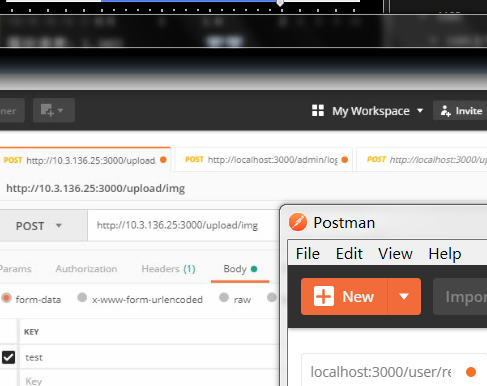 My Workspace
Invite
POST http://10.3.136.25:3000/upload
POST http://localhost:3000/admin/log
POST http://localhost:3000/u
http://10.3.136.25:3000/upload/img
POST http://10.3.136.25:3000/upload/img
Params Authorization Headers (1) Body
form-data x-www-form-urlencoded raw
KEY
test
Key
Postman
File Edit View Help
New
Impor
localhost:3000/user/re